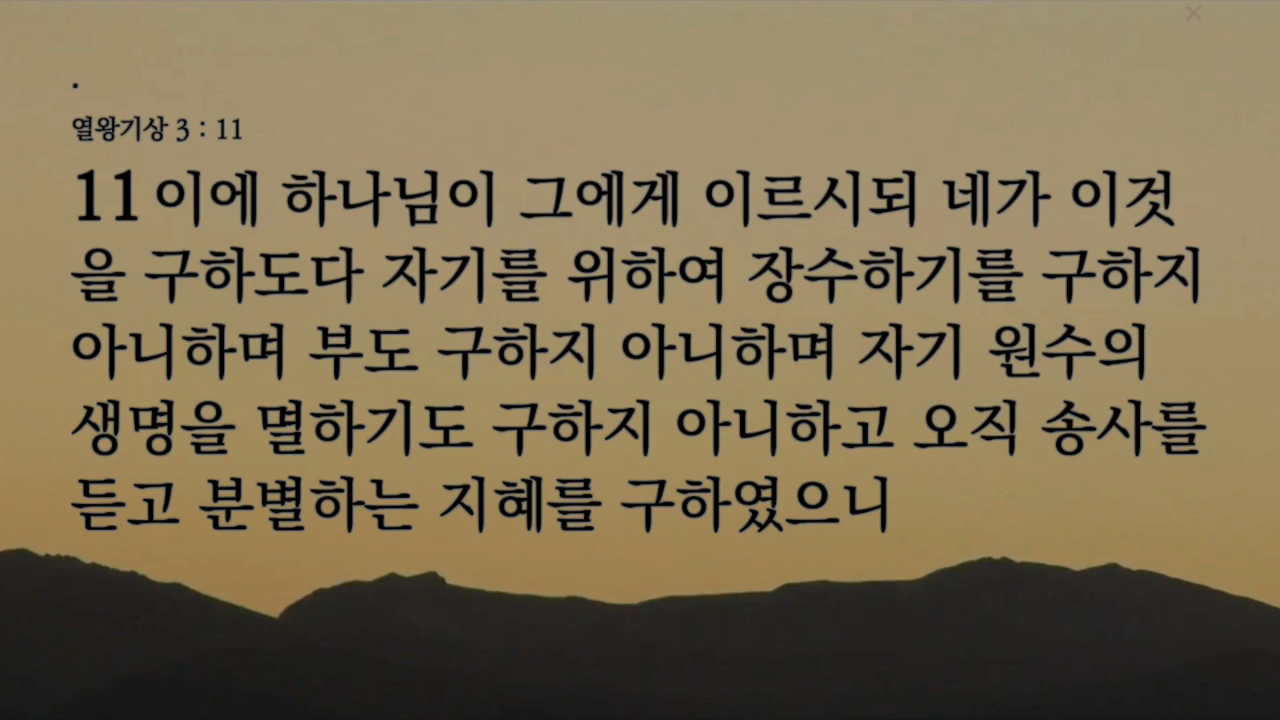 .
열왕기상 3 : 11
11 이에 하나님이 그에게 이르시되 네가 이것
을 구하도다 자기를 위하여 장수하기를 구하지
아니하며 부도 구하지 아니하며 자기 원수의
생명을 멸하기도 구하지 아니하고 오직 송사를
듣고 분별하는 지혜를 구하였으니